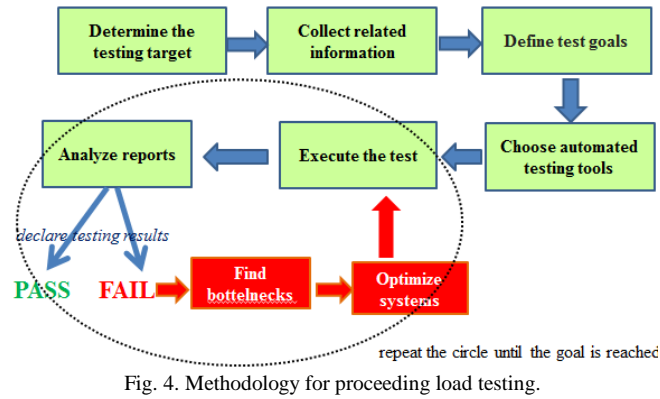 Determine the
testing target
Collect related
information
Define test goals
Choose automated
testing tools
Execute the test
Analyze reports
declare testing results
PASS
FAIL
Find
bottelnecks
Optimize
systems
repeat the circle until the goal is reached
Fig. 4. Methodology for proceeding load testing.